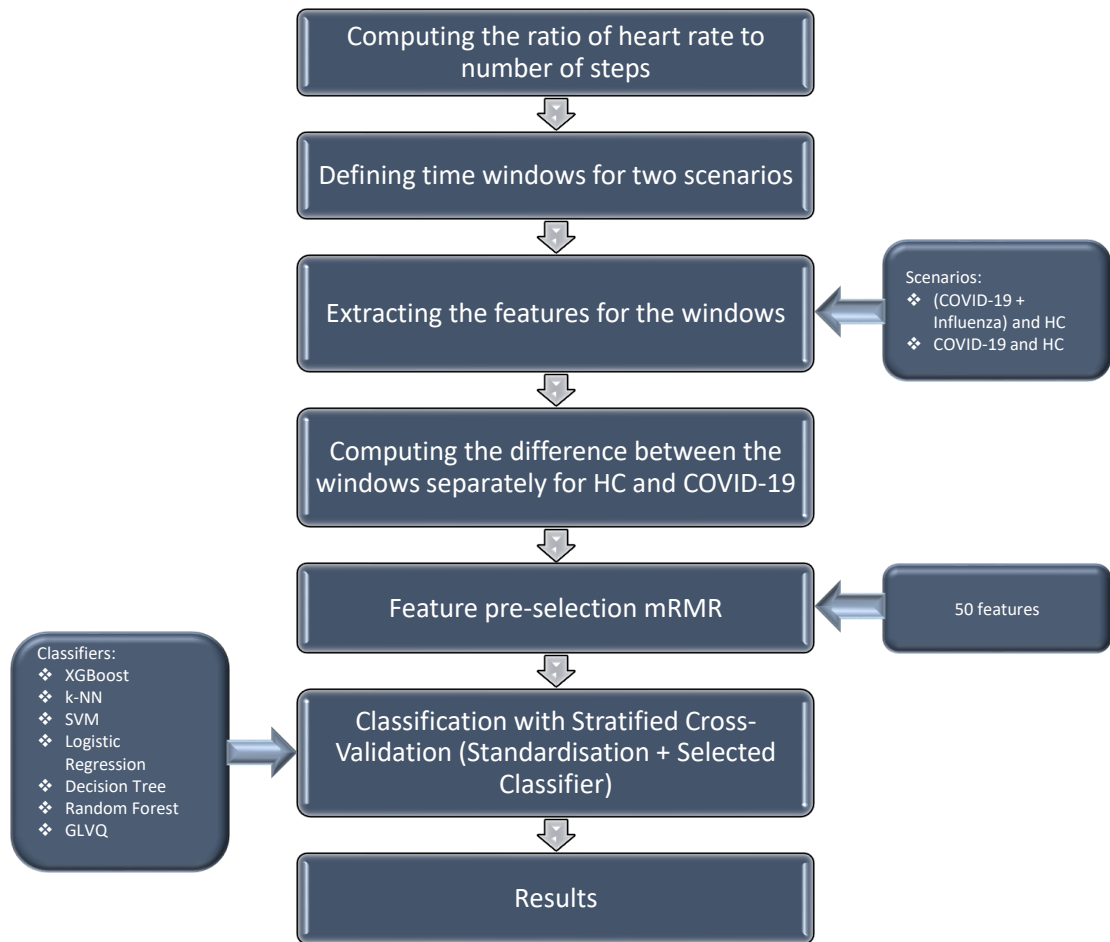 Computing the ratio of heart rate to
number of steps
Defining time windows for two scenarios
Extracting the features for the windows
Scenarios:
❖ (COVID-19 +
Influenza) and HC
❖ COVID-19 and HC
Computing the difference between the
windows separately for HC and COVID-19
Feature pre-selection mRMR
50 features
Classifiers:
❖ XGBoost
❖ k-NN
❖ SVM
❖ Logistic
Regression
❖ Decision Tree
❖ Random Forest
❖ GLVQ
Classification with Stratified Cross-
Validation (Standardisation + Selected
Classifier)
Results